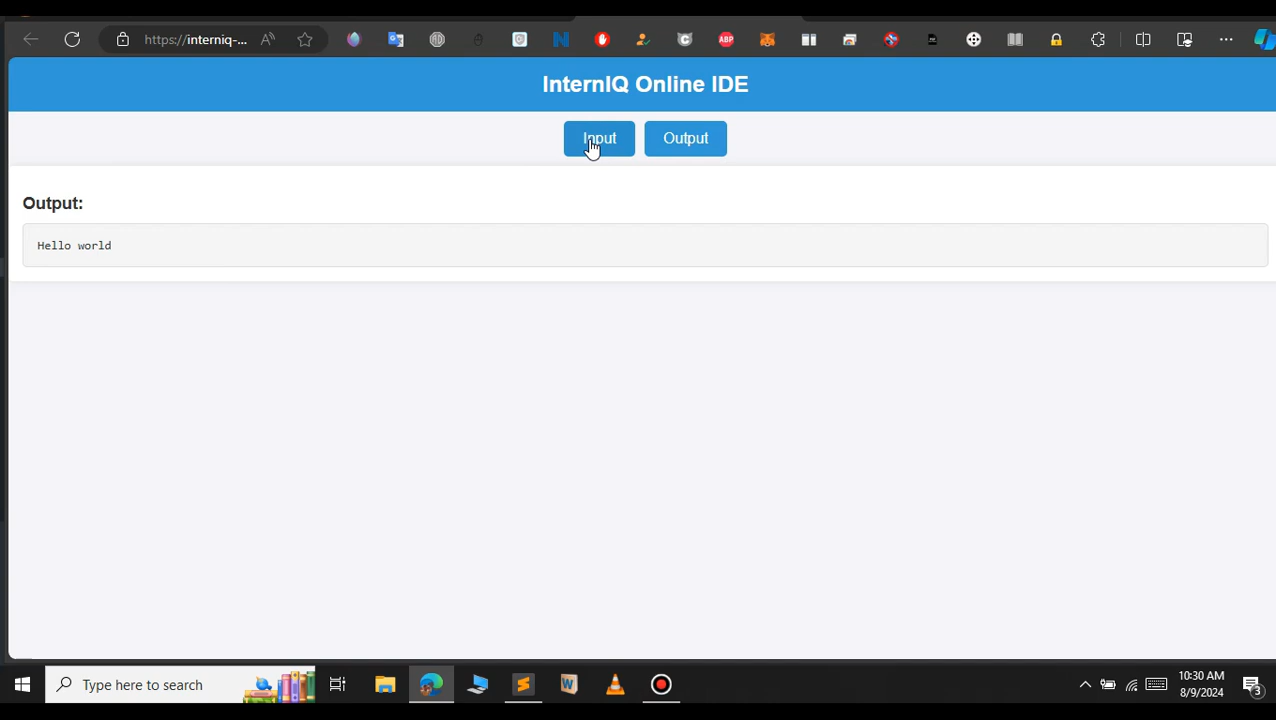 https://interniq-...
InternIQ Online IDE
Input Output
Output:
Hello world
Type here to search
10:30 AM
8/9/2024
3
ABP